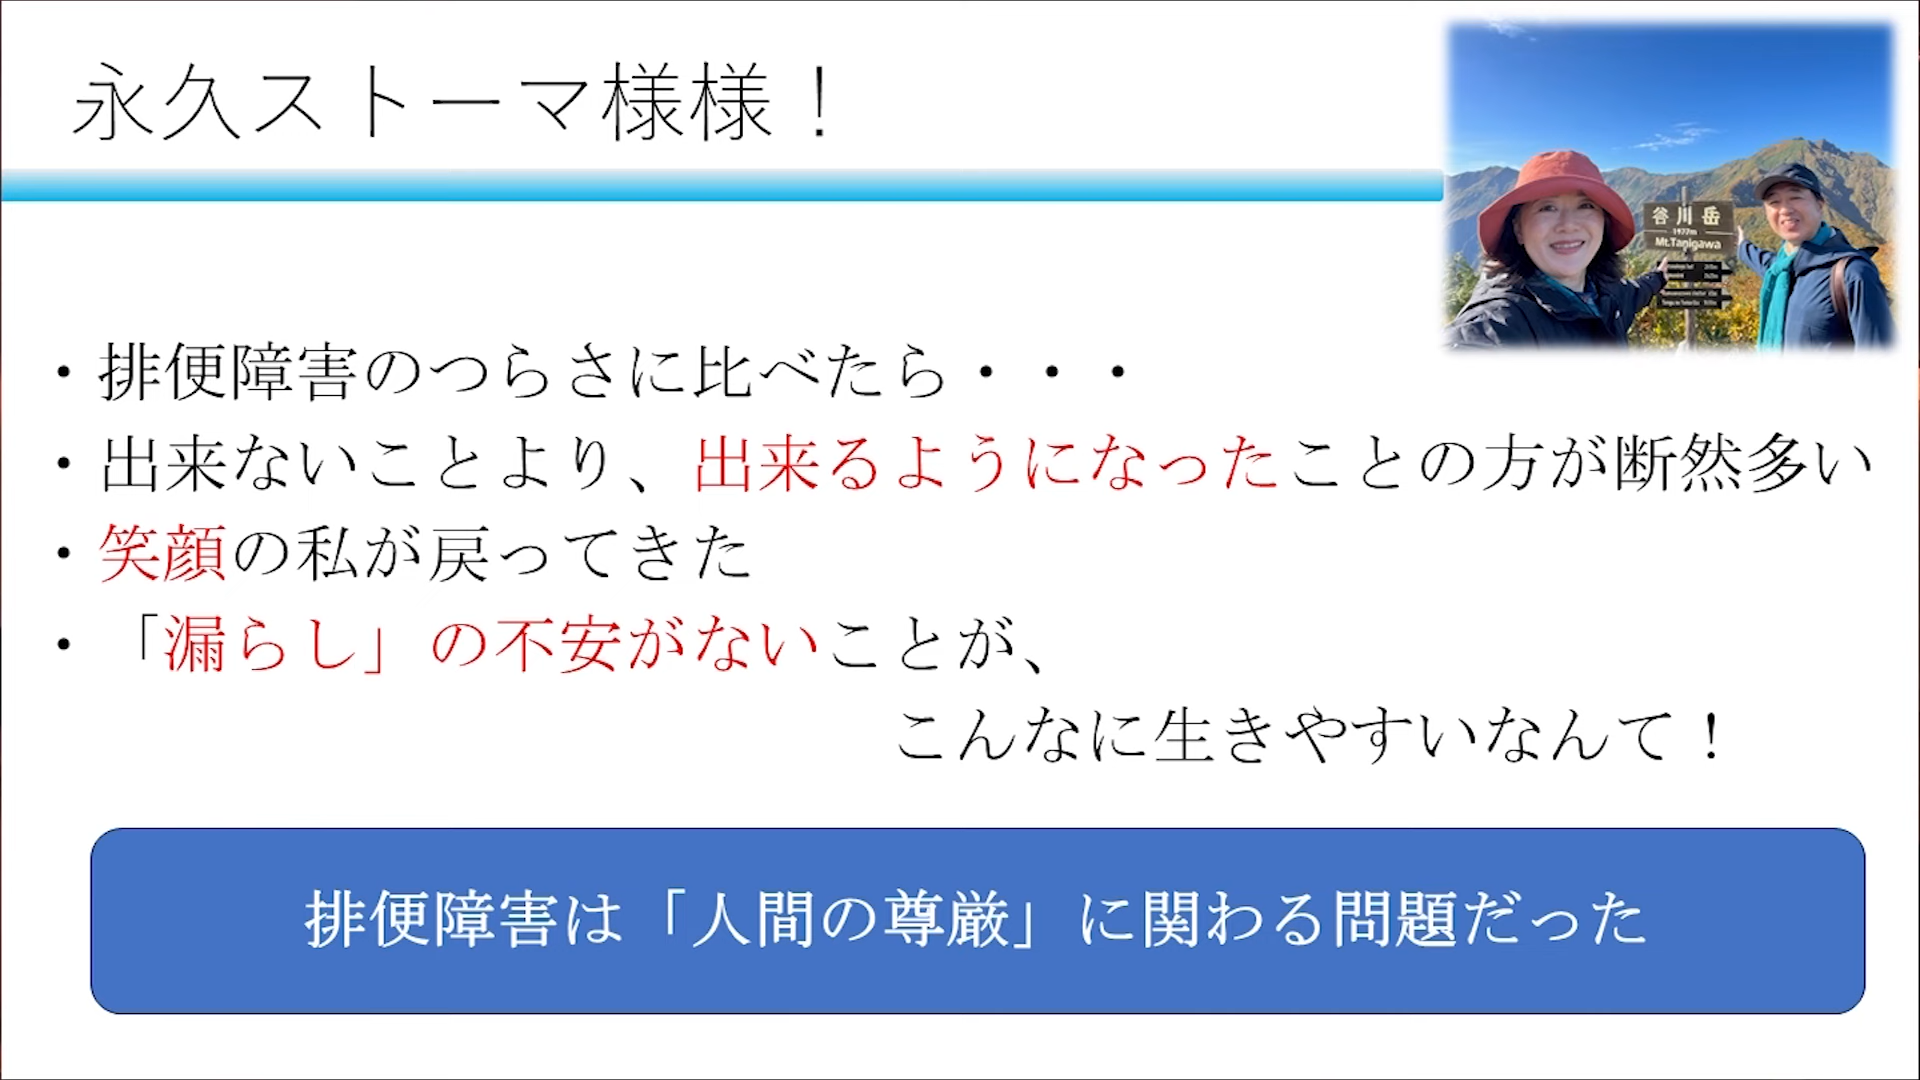 永久ストーマ様様！
谷川岳
1977m
Mt.Tanigawa
・排便障害のつらさに比べたら・・・
・出来ないことより、出来るようになったことの方が断然多い
・笑顔の私が戻ってきた
・「漏らし」の不安がないことが、
こんなに生きやすいなんて！
排便障害は「人間の尊厳」に関わる問題だった